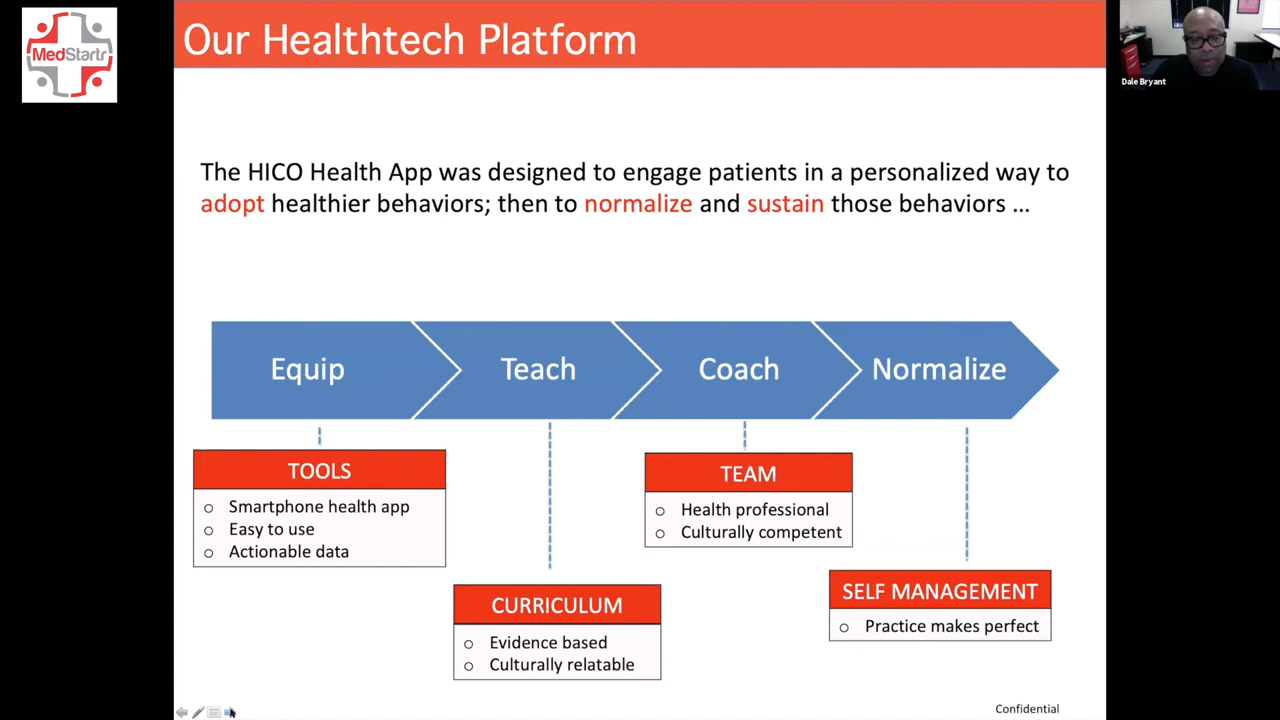 MedStartr
Our Healthtech Platform
Dale Bryant
The HICO Health App was designed to engage patients in a personalized way to
adopt healthier behaviors; then to normalize and sustain those behaviors ...
Equip
Teach
Coach
Normalize
TOOLS
o Smartphone health app
o Easy to use
o Actionable data
CURRICULUM
o Evidence based
o Culturally relatable
TEAM
o Health professional
o Culturally competent
SELF MANAGEMENT
o Practice makes perfect
Confidential